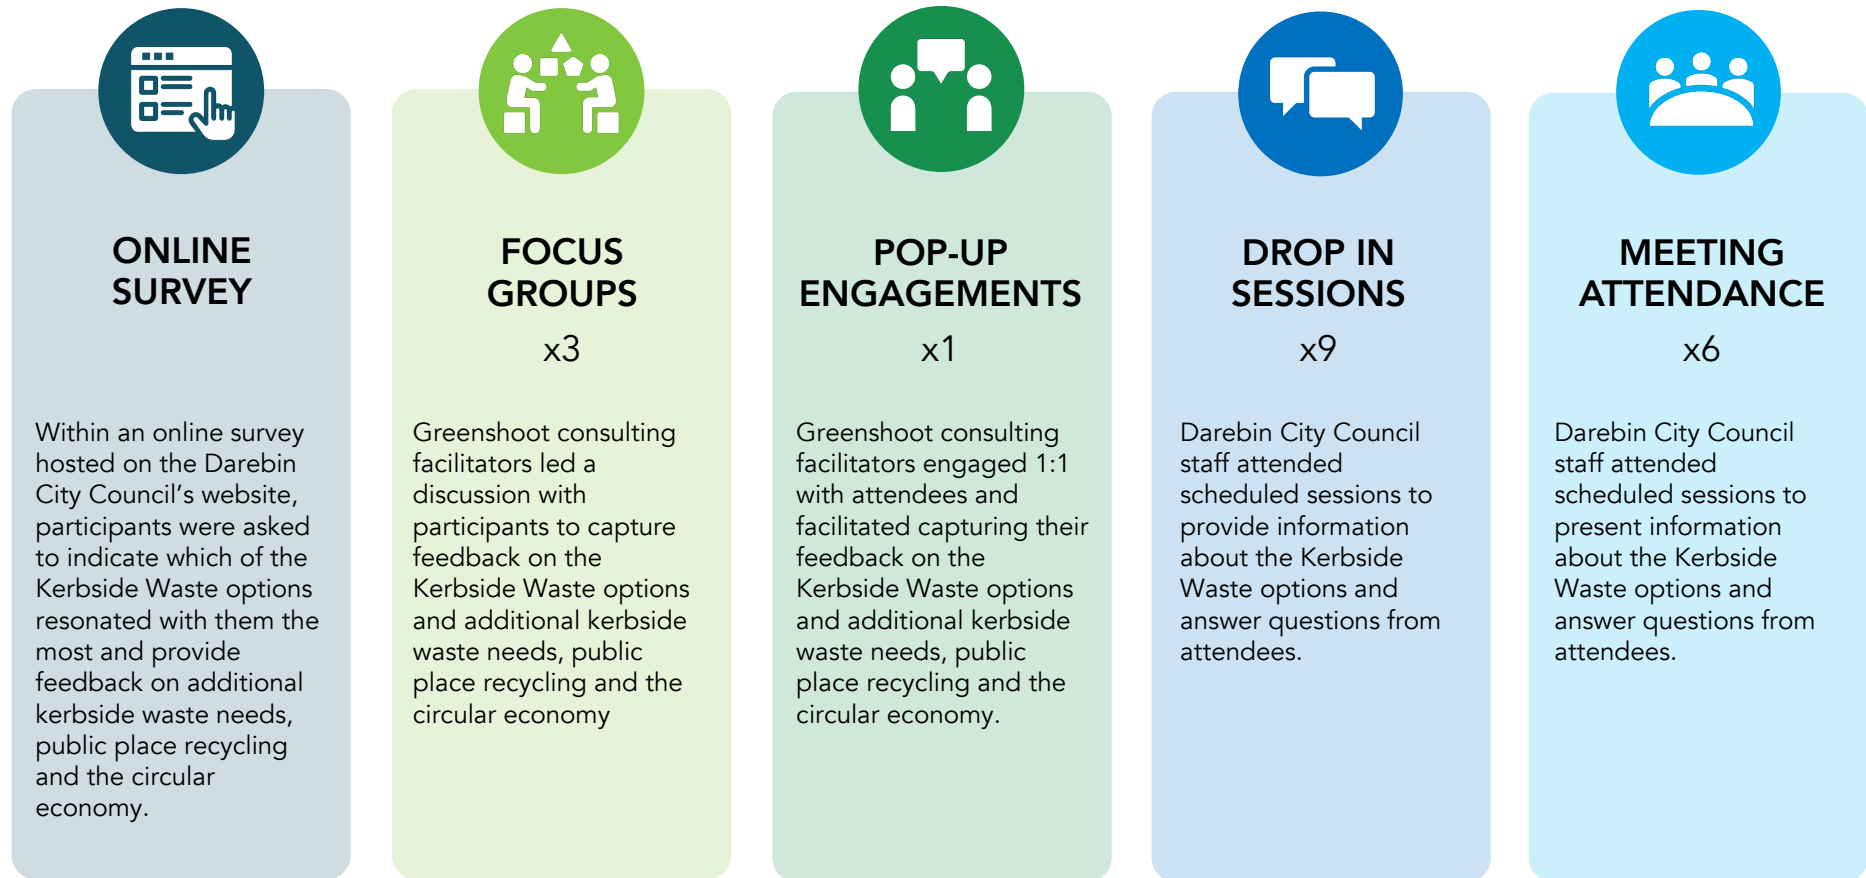 ONLINE
SURVEY
Within an online survey
hosted on the Darebin
City Council's website,
participants were asked
to indicate which of the
Kerbside Waste options
resonated with them the
most and provide
feedback on additional
kerbside waste needs,
public place recycling
and the circular
economy.
FOCUS
GROUPS
x3
Greenshoot consulting
facilitators led a
discussion with
participants to capture
feedback on the
Kerbside Waste options
and additional kerbside
waste needs, public
place recycling and the
circular economy
POP-UP
ENGAGEMENTS
x1
Greenshoot consulting
facilitators engaged 1:1
with attendees and
facilitated capturing their
feedback on the
Kerbside Waste options
and additional kerbside
waste needs, public
place recycling and the
circular economy.
DROP IN
SESSIONS
x9
Darebin City Council
staff attended
scheduled sessions to
provide information
about the Kerbside
Waste options and
answer questions from
attendees.
MEETING
ATTENDANCE
x6
Darebin City Council
staff attended
scheduled sessions to
present information
about the Kerbside
Waste options and
answer questions from
attendees.